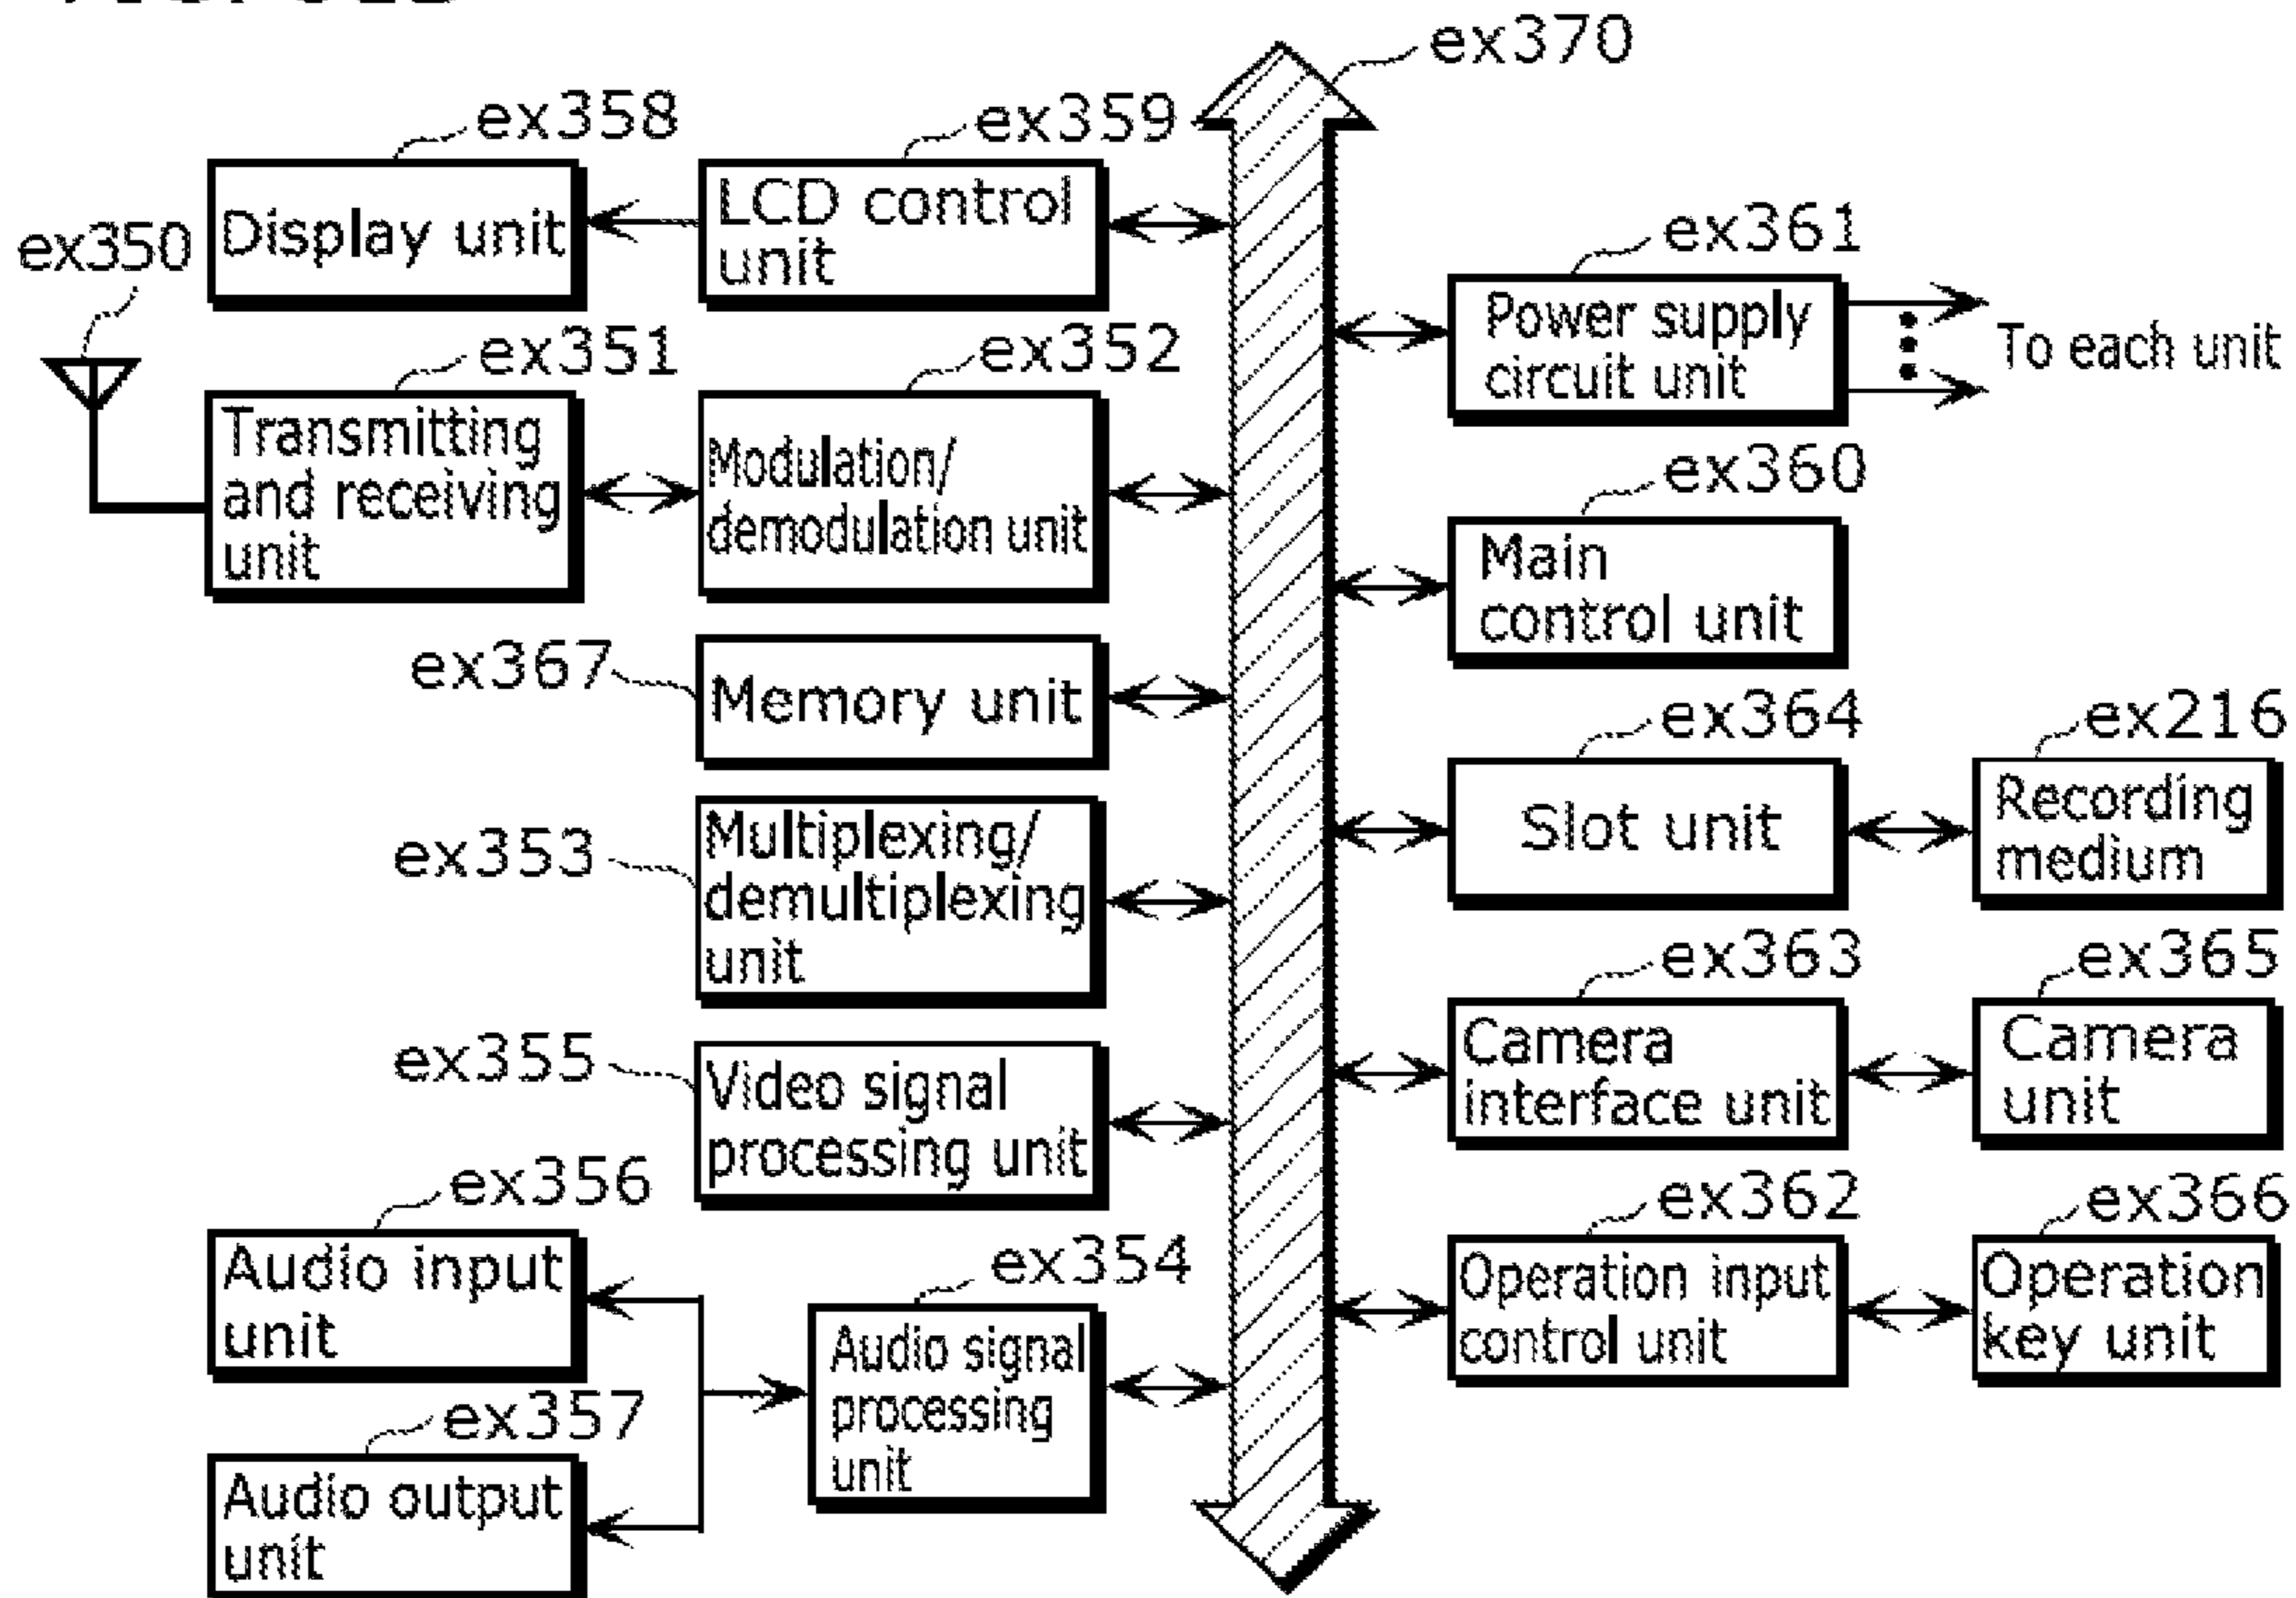 ex370
ex358
ex359
Display unit
LCD control
unit
ex350
ex361
Power supply
circuit unit
To each unit
ex351
ex352
Transmitting
and receiving
unit
Modulation/
demodulation unit
ex360
Main
control unit
ex367
Memory unit
ex364
ex216
Slot unit
Recording
medium
ex353
Multiplexing/
demultiplexing
unit
ex363
ex365
Camera
interface unit
Camera
unit
ex355
Video signal
processing unit
ex356
Audio input
unit
ex362
ex366
Operation input
control unit
Operation
key unit
ex354
Audio signal
processing
unit
ex357
Audio output
unit